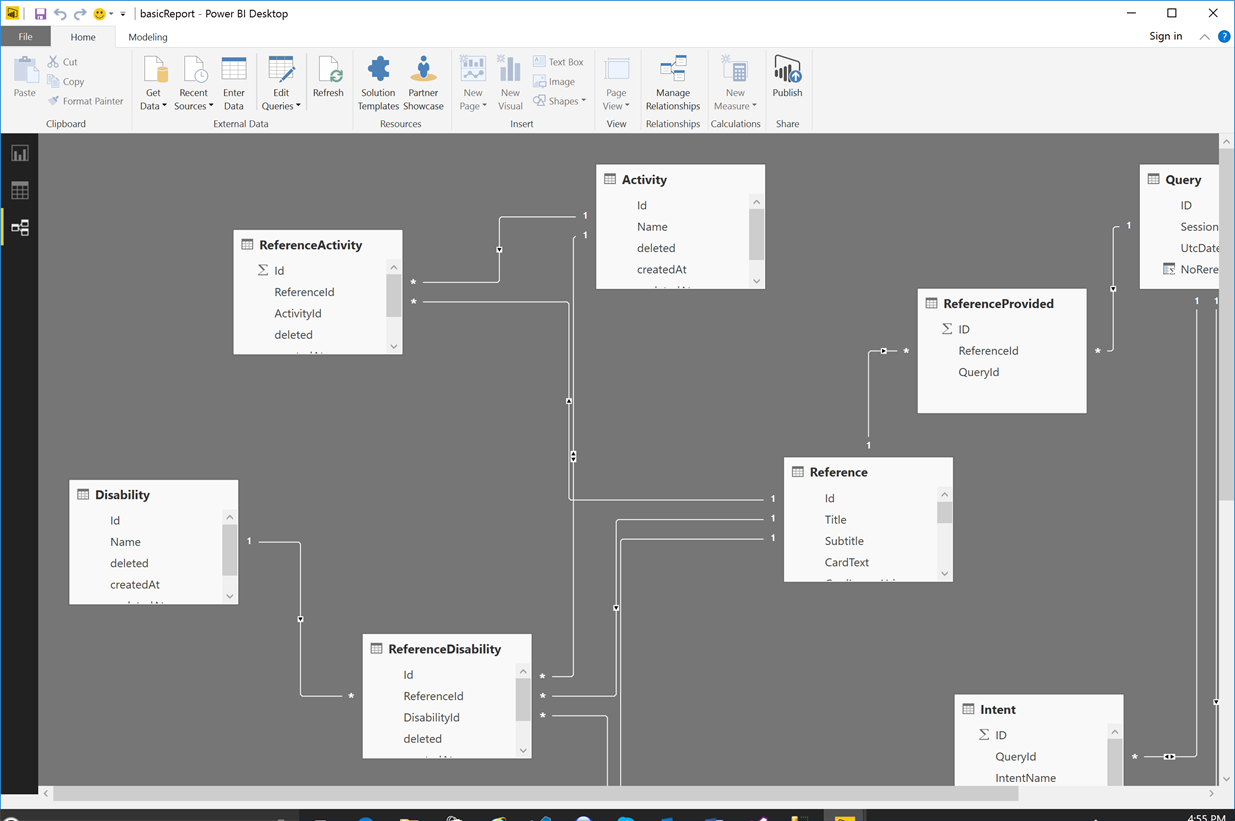 basicReport - Power BI Desktop
File Home Modeling Sign in
Paste
Cut
Copy
Format Painter
Clipboard
Get Data
Recent Sources
Enter Data
Edit Queries
Refresh
External Data
Solution Templates
Partner Showcase
Resources
New Page
New Visual
Text Box
Image
Shapes
Insert
Page View
View
Manage Relationships
Relationships
New Measure
Calculations
Publish
Share
Activity
Id
Name
deleted
createdAt
Query
ID
Session
UtcDate
NoRere
ReferenceActivity
Σ Id
ReferenceId
ActivityId
deleted
ReferenceProvided
Σ ID
ReferenceId
QueryId
Reference
Id
Title
Subtitle
CardText
Disability
Id
Name
deleted
createdAt
ReferenceDisability
Id
ReferenceId
DisabilityId
deleted
Intent
Σ ID
QueryId
IntentName
1
1
*
*
1
*
*
1
1
1
1
1
*
*
*
*
1
1
*
4:55 PM